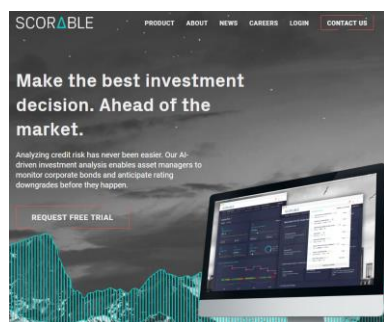 SCORΔBLE
PRODUCT ABOUT NEWS CAREERS LOGIN CONTACT US
Make the best investment
decision. Ahead of the
market.
Analyzing credit risk has never been easier. Our AI-
driven investment analysis enables asset managers to
monitor corporate bonds and anticipate rating
downgrades before they happen.
REQUEST FREE TRIAL